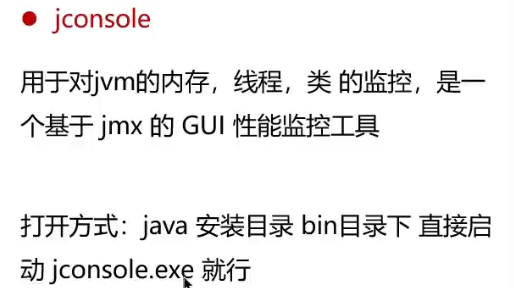 jconsole
用于对jvm的内存，线程，类 的监控，是一
个基于 jmx 的 GUI 性能监控工具
打开方式：java 安装目录 bin目录下 直接启
动 jconsole.exe 就行